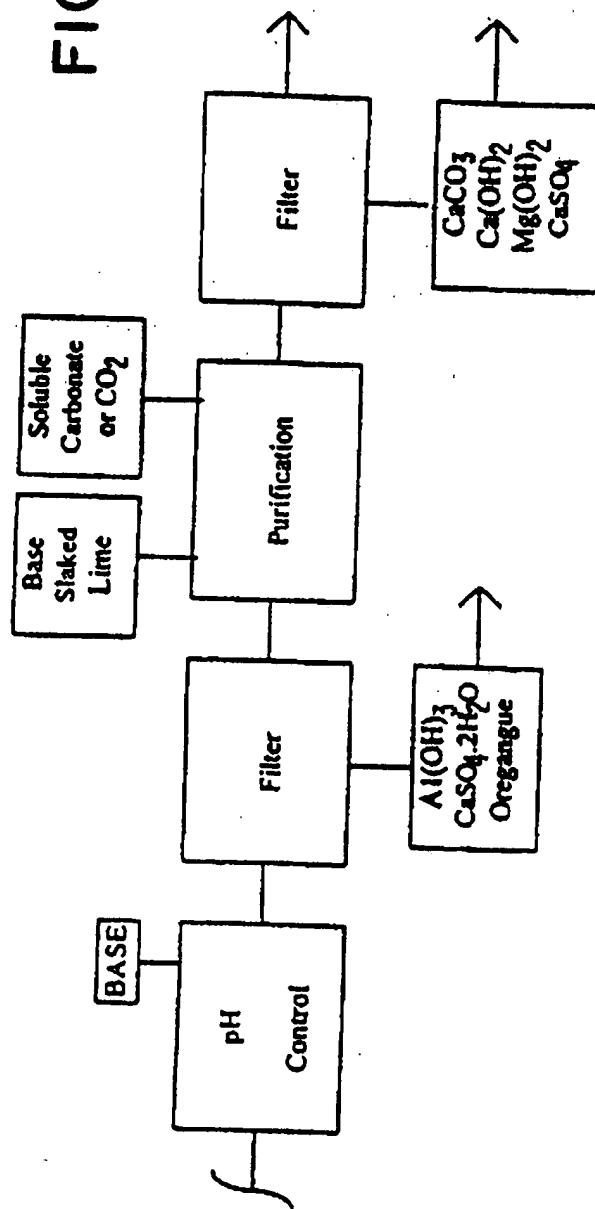 FIG
BASE
pH
Control
Filter
Al(OH)3
CaSO4.2H2O
Oregangue
Base
Slaked
Lime
Soluble
Carbonate
or CO2
Purification
Filter
CaCO3
Ca(OH)2
Mg(OH)2
CaSO4